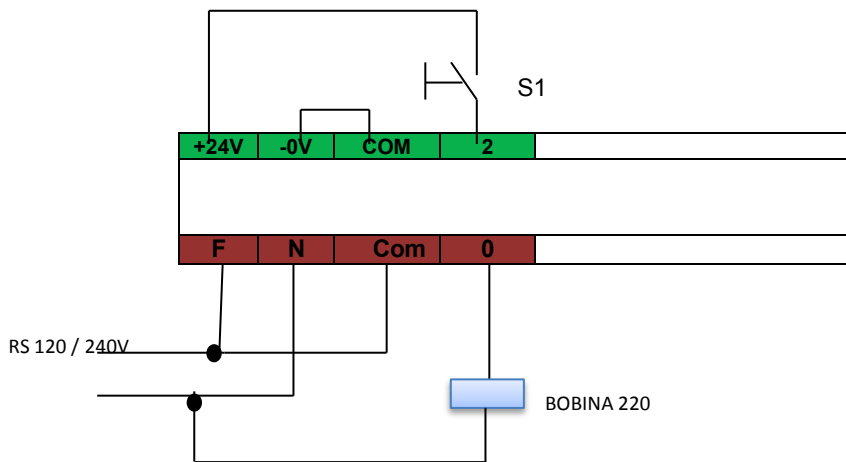 S1
+24V -0V COM 2
F N Com 0
RS 120 / 240V
BOBINA 220